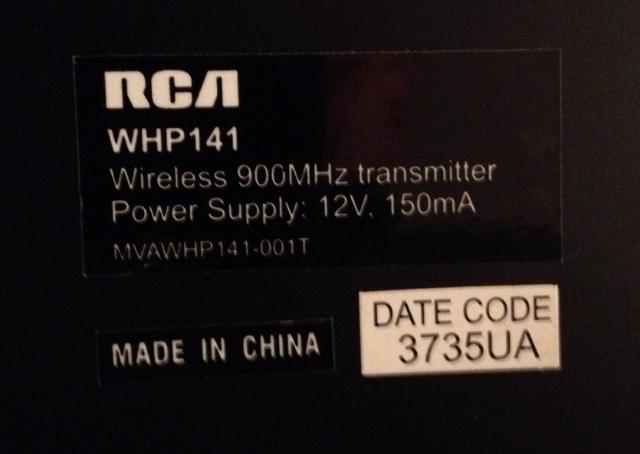 RCA
WHP141
Wireless 900MHz transmitter
Power Supply: 12V, 150mA
MVAWHP141-001T
MADE IN CHINA
DATE CODE
3735UA